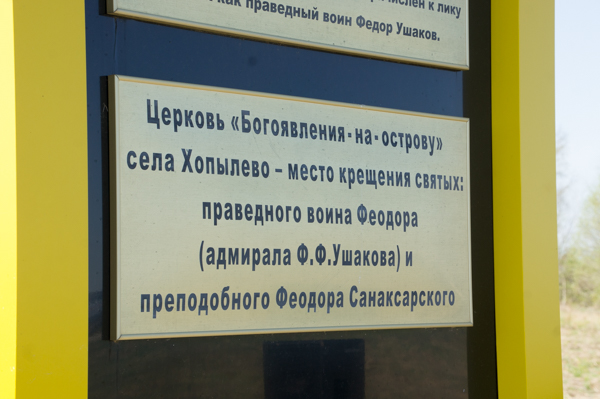 к лику
как праведный воин Федор Ушаков.
Церковь «Богоявления-на-острову»
села Хопылево – место крещения святых:
праведного воина Феодора
(адмирала Ф.Ф.Ушакова) и
преподобного Феодора Санаксарского